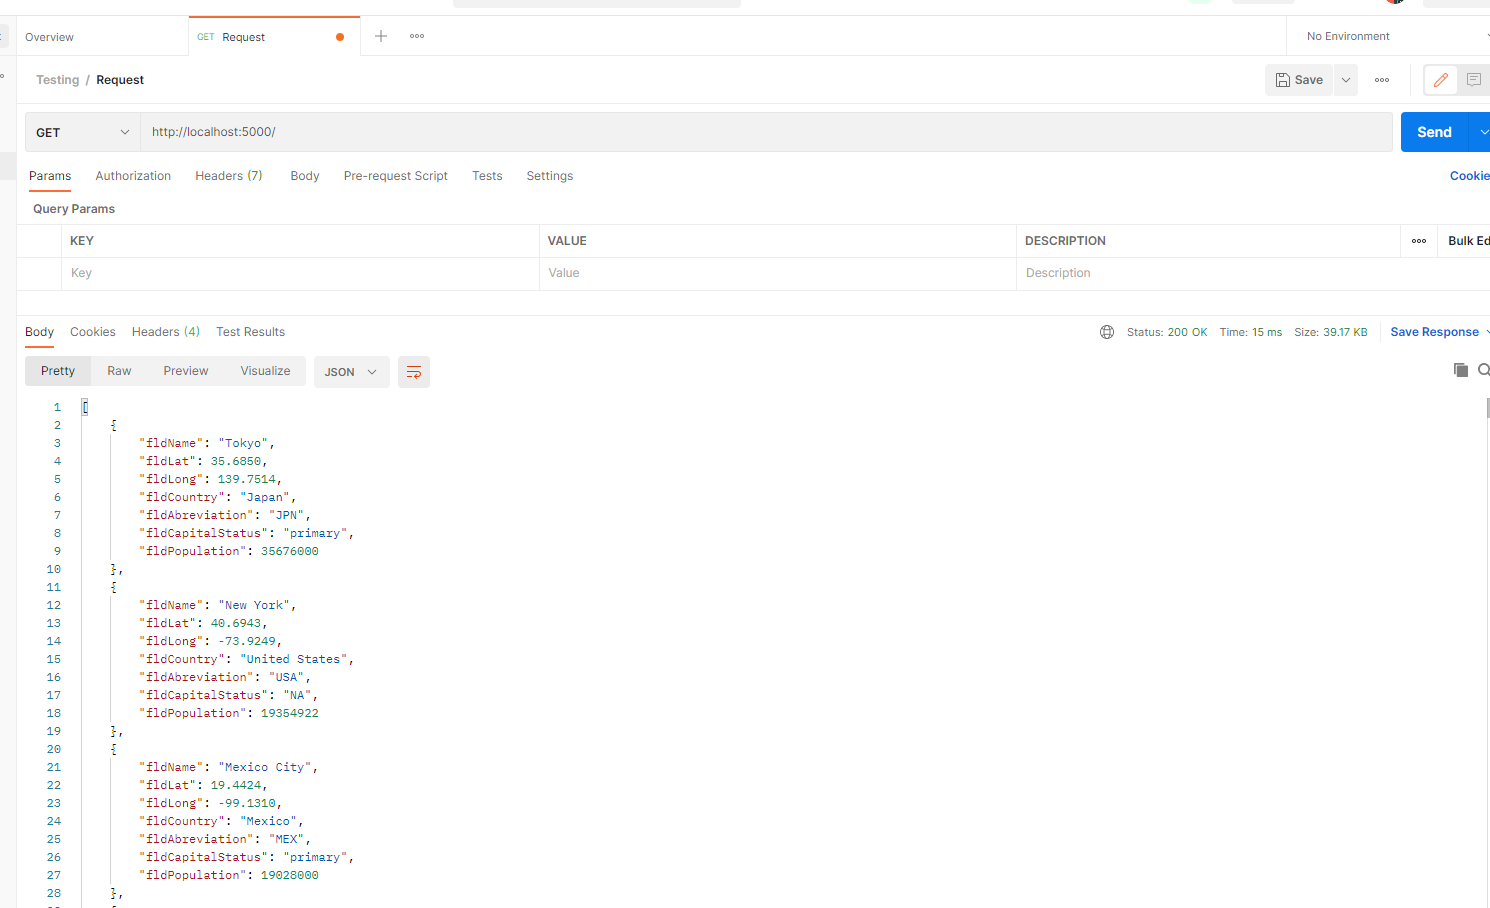 Overview
GET Request
No Environment
Testing / Request
Save
GET
http://localhost:5000/
Send
Params Authorization Headers (7) Body Pre-request Script Tests Settings
Cookie
Query Params
KEY VALUE DESCRIPTION
Bulk Ed
Key Value Description
Body Cookies Headers (4) Test Results
Status: 200 OK Time: 15 ms Size: 39.17 KB Save Response
Pretty Raw Preview Visualize JSON
1 [
2 {
3 "fldName": "Tokyo",
4 "fldLat": 35.6850,
5 "fldLong": 139.7514,
6 "fldCountry": "Japan",
7 "fldAbreviation": "JPN",
8 "fldCapitalStatus": "primary",
9 "fldPopulation": 35676000
10 },
11 {
12 "fldName": "New York",
13 "fldLat": 40.6943,
14 "fldLong": -73.9249,
15 "fldCountry": "United States",
16 "fldAbreviation": "USA",
17 "fldCapitalStatus": "NA",
18 "fldPopulation": 19354922
19 },
20 {
21 "fldName": "Mexico City",
22 "fldLat": 19.4424,
23 "fldLong": -99.1310,
24 "fldCountry": "Mexico",
25 "fldAbreviation": "MEX",
26 "fldCapitalStatus": "primary",
27 "fldPopulation": 19028000
28 },